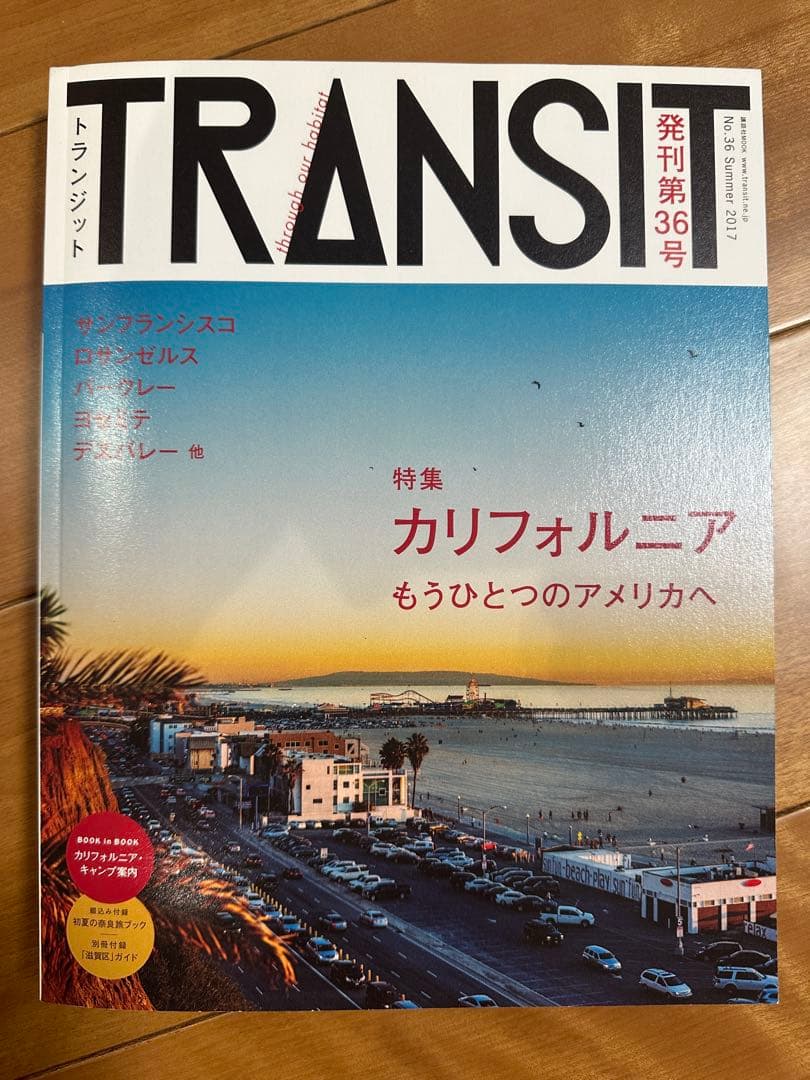 TRANSIT
トランジット
through our habitat
発刊第36号
講談社MOOK www.transit.ne.jp
No.36 Summer 2017
サンフランシスコ
ロサンゼルス
バークレー
ヨセミテ
デスバレー 他
特集
カリフォルニア
もうひとつのアメリカへ
BOOK in BOOK
カリフォルニア・
キャンプ案内
綴込み付録
初夏の奈良旅ブック
別冊付録
「滋賀区」ガイド
beach-play sun fun
relax